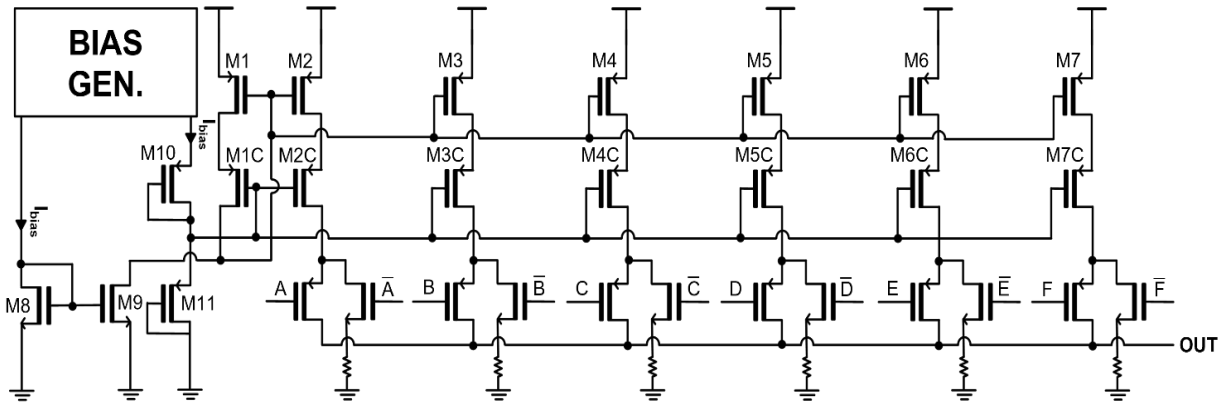 BIAS
GEN.
M1
M2
M3
M4
M5
M6
M7
Ibias
M10
M1C
M2C
M3C
M4C
M5C
M6C
M7C
Ibias
A
A̅
B
B̅
C
C̅
D
D̅
E
E̅
F
F̅
M8
M9
M11
OUT